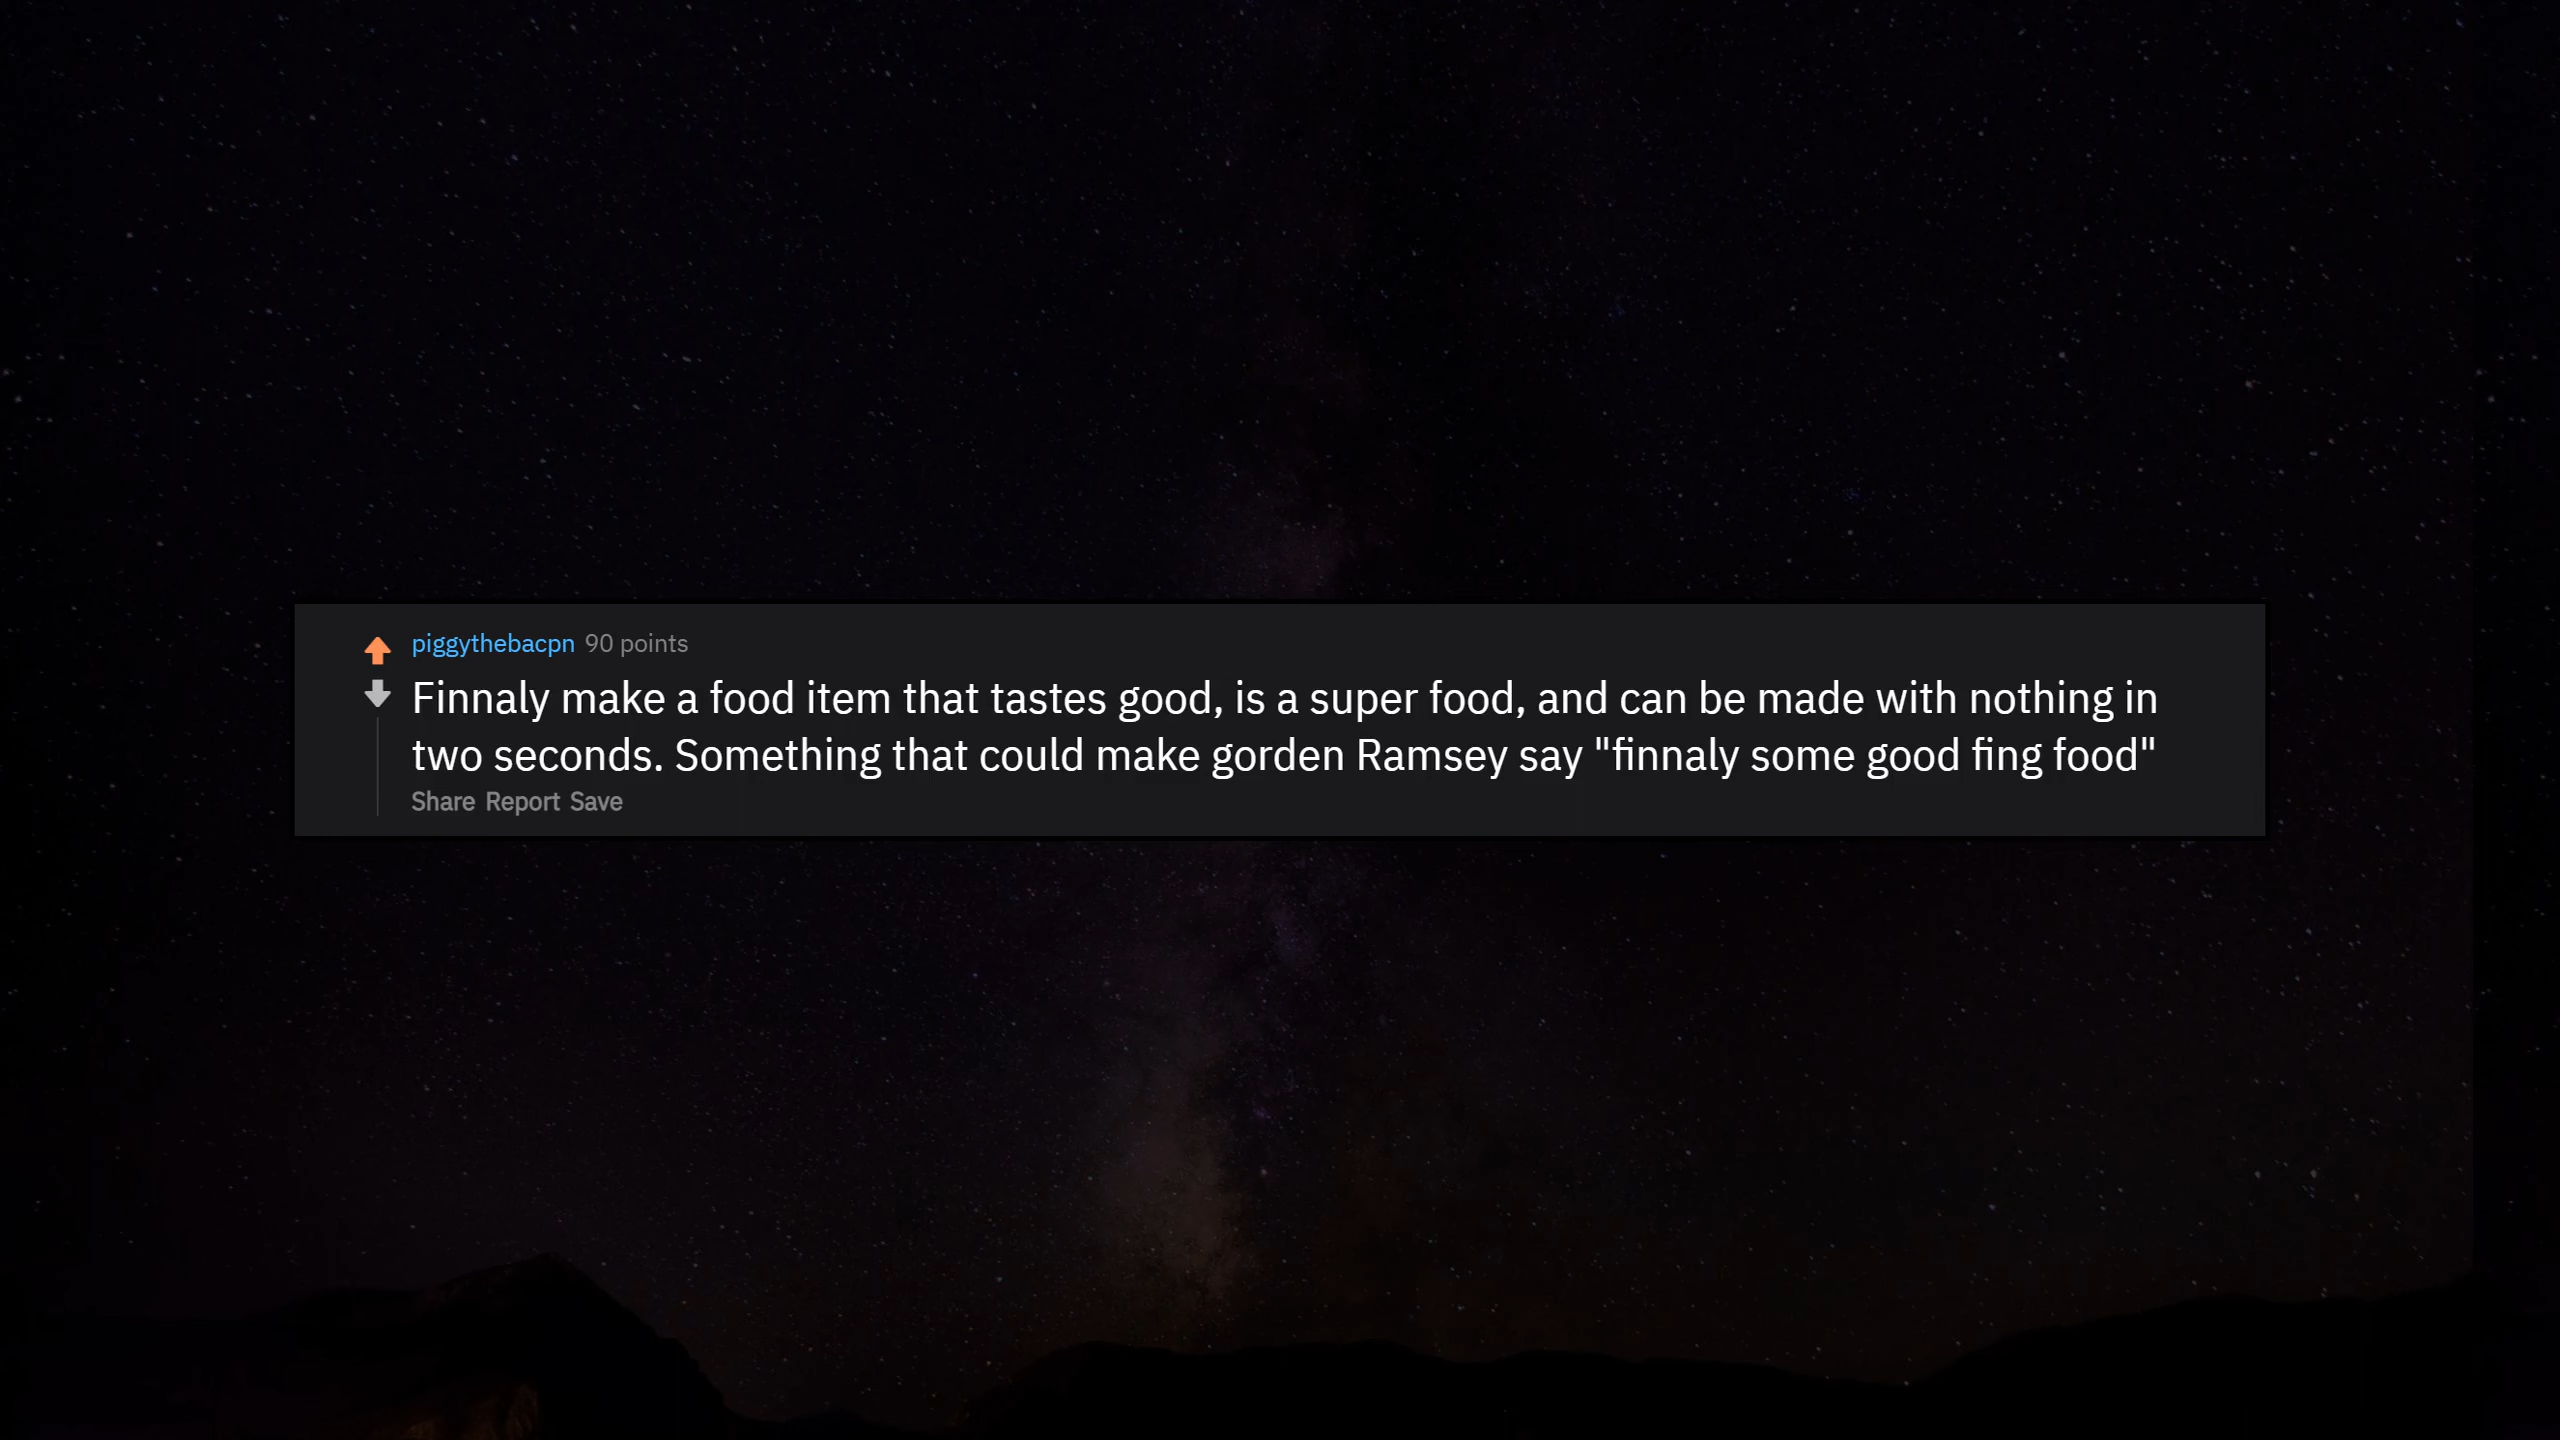 piggythebacpn 90 points
Finnaly make a food item that tastes good, is a super food, and can be made with nothing in
two seconds. Something that could make gorden Ramsey say "finnaly some good fing food"
Share Report Save